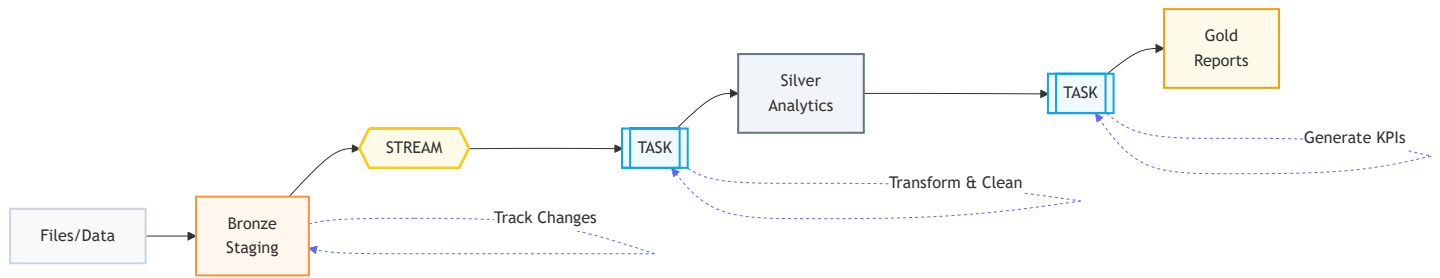 Files/Data
Bronze
Staging
Track Changes
STREAM
TASK
Transform & Clean
Silver
Analytics
TASK
Generate KPIs
Gold
Reports